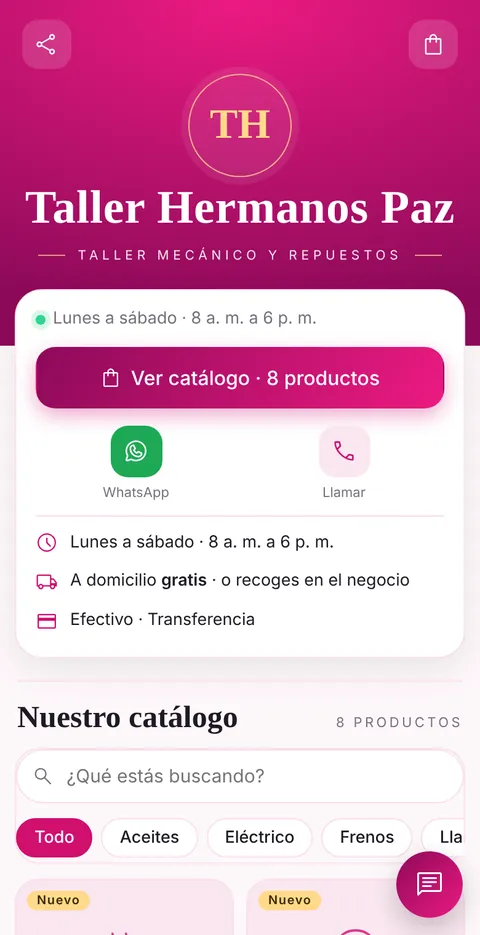 TH
Taller Hermanos Paz
TALLER MECÁNICO Y REPUESTOS
Lunes a sábado · 8 a. m. a 6 p. m.
Ver catálogo · 8 productos
WhatsApp
Llamar
Lunes a sábado · 8 a. m. a 6 p. m.
A domicilio gratis · o recoges en el negocio
Efectivo · Transferencia
Nuestro catálogo
8 PRODUCTOS
¿Qué estás buscando?
Todo
Aceites
Eléctrico
Frenos
Lla
Nuevo
Nuevo